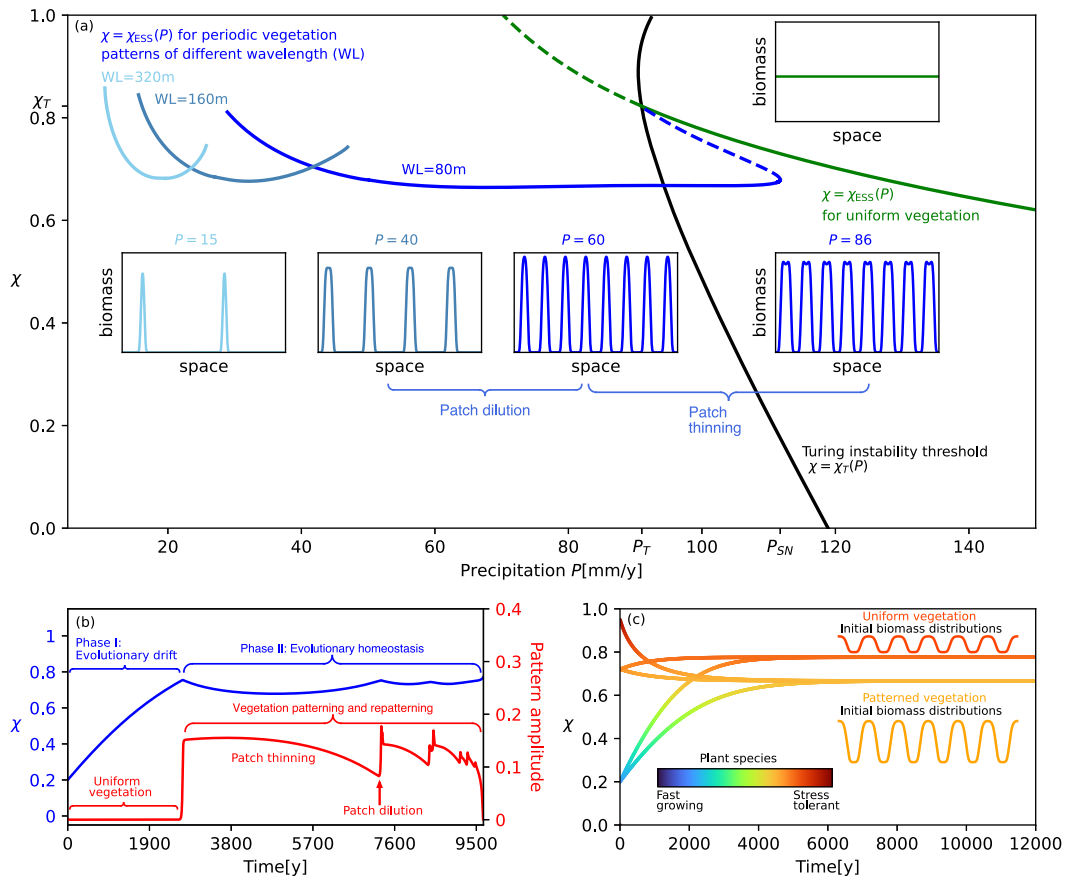 (a)
χ = χESS(P) for periodic vegetation
patterns of different wavelength (WL)
WL=320m
WL=160m
WL=80m
biomass
space
χ = χESS(P)
for uniform vegetation
P = 15
P = 40
P = 60
P = 86
biomass
biomass
space
space
space
space
Patch dilution
Patch
thinning
Turing instability threshold
χ = χT(P)
1.0
χT
0.8
0.6
χ
0.4
0.2
0.0
20
40
60
80
PT
100
PSN
120
140
Precipitation P[mm/y]
(b)
Phase I:
Evolutionary drift
Phase II: Evolutionary homeostasis
Vegetation patterning and repatterning
Patch thinning
Uniform
vegetation
Patch dilution
1
0.8
0.6
χ
0.4
0.2
0
0.4
0.3
0.2
0.1
0
Pattern amplitude
0
1900
3800
5700
7600
9500
Time[y]
(c)
Uniform vegetation
Initial biomass distributions
Patterned vegetation
Initial biomass distributions
Plant species
Fast
growing
Stress
tolerant
1.0
0.8
0.6
χ
0.4
0.2
0.0
0
2000
4000
6000
8000
10000
12000
Time[y]